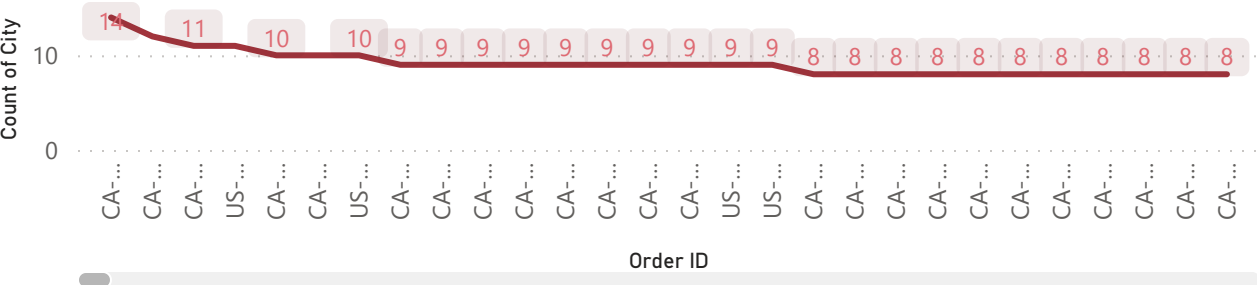 Count of City
14 11 10 10 9 9 9 9 9 9 9 9 9 9 8 8 8 8 8 8 8 8 8 8 8
10
0
CA-... CA-... CA-... US-... CA-... CA-... US-... CA-... CA-... CA-... CA-... CA-... CA-... CA-... CA-... US-... US-... CA-... CA-... CA-... CA-... CA-... CA-... CA-... CA-... CA-... CA-... CA-...
Order ID